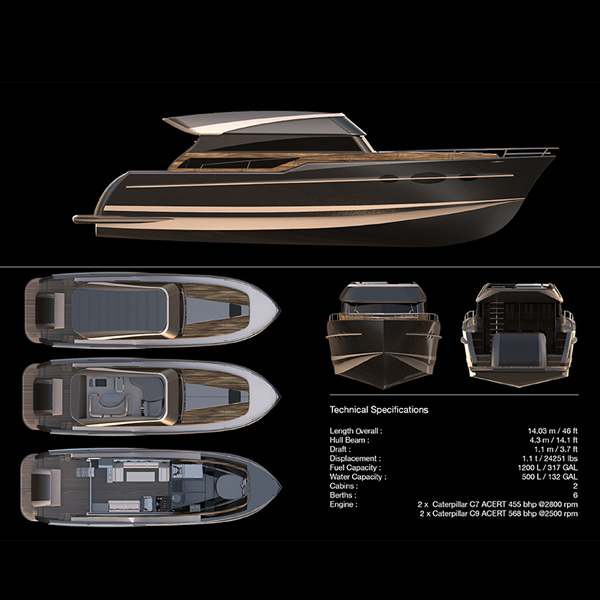 Technical Specifications
Length Overall : 14.03 m / 46 ft
Hull Beam : 4.3 m / 14.1 ft
Draft : 1.1 m / 3.7 ft
Displacement : 1.1 t / 24251 lbs
Fuel Capacity : 1200 L / 317 GAL
Water Capacity : 500 L / 132 GAL
Cabins : 2
Berths : 6
Engine : 2 x Caterpillar C7 ACERT 455 bhp @2800 rpm
2 x Caterpillar C9 ACERT 568 bhp @2500 rpm